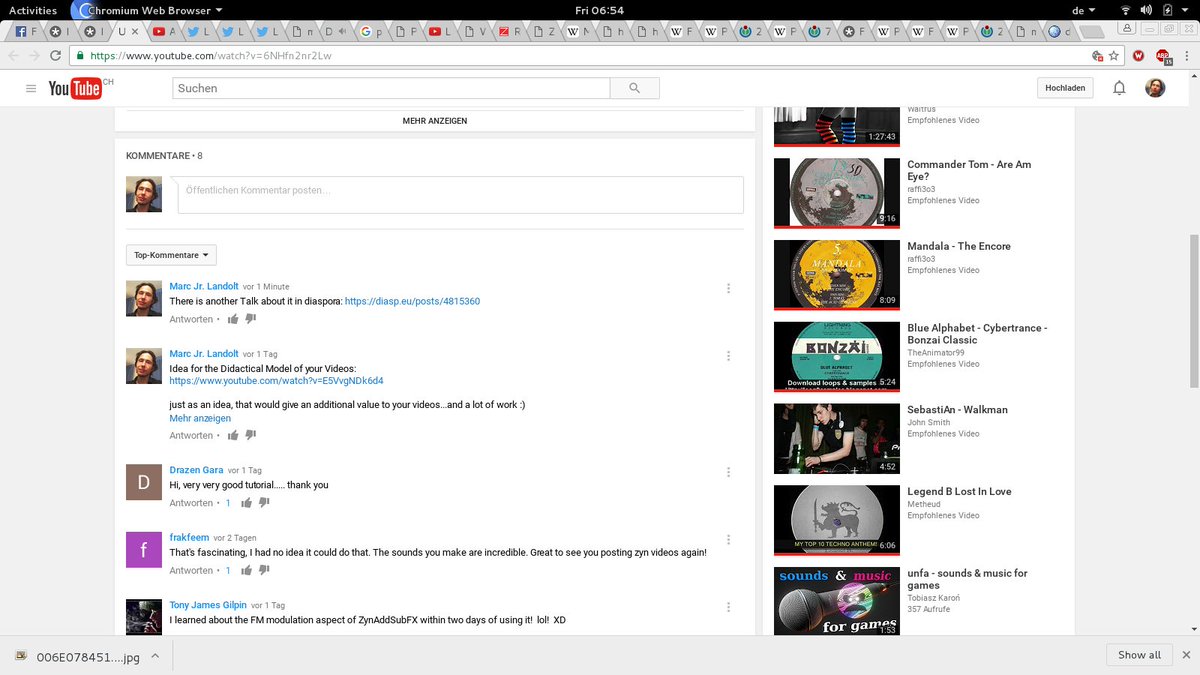 Activities
Chromium Web Browser
Fri 06:54
de
https://www.youtube.com/watch?v=6NHfn2nr2Lw
YouTube CH
Suchen
Hochladen
MEHR ANZEIGEN
KOMMENTARE • 8
Öffentlichen Kommentar posten...
Top-Kommentare
Marc Jr. Landolt vor 1 Minute
There is another Talk about it in diaspora: https://diasp.eu/posts/4815360
Antworten •
Marc Jr. Landolt vor 1 Tag
Idea for the Didactical Model of your Videos:
https://www.youtube.com/watch?v=E5VvgNDk6d4
just as an idea, that would give an additional value to your videos...and a lot of work :)
Mehr anzeigen
Antworten •
D
Drazen Gara vor 1 Tag
Hi, very very good tutorial..... thank you
Antworten • 1
f
frakfeem vor 2 Tagen
That's fascinating, I had no idea it could do that. The sounds you make are incredible. Great to see you posting zyn videos again!
Antworten • 1
Tony James Gilpin vor 1 Tag
I learned about the FM modulation aspect of ZynAddSubFX within two days of using it! lol! XD
Waltrus
Empfohlenes Video
1:27:43
Commander Tom - Are Am
Eye?
raffi3o3
Empfohlenes Video
9:16
Mandala - The Encore
raffi3o3
Empfohlenes Video
MANDALA
8:09
Blue Alphabet - Cybertrance -
Bonzai Classic
TheAnimator99
Empfohlenes Video
BONZAI
Download loops & samples
5:24
SebastiAn - Walkman
John Smith
Empfohlenes Video
4:52
Legend B Lost In Love
Metheud
Empfohlenes Video
MY TOP 10 TECHNO ANTHEM!
6:06
unfa - sounds & music for
games
Tobiasz Karoń
357 Aufrufe
sounds & music
for games
1:53
006E078451....jpg
Show all